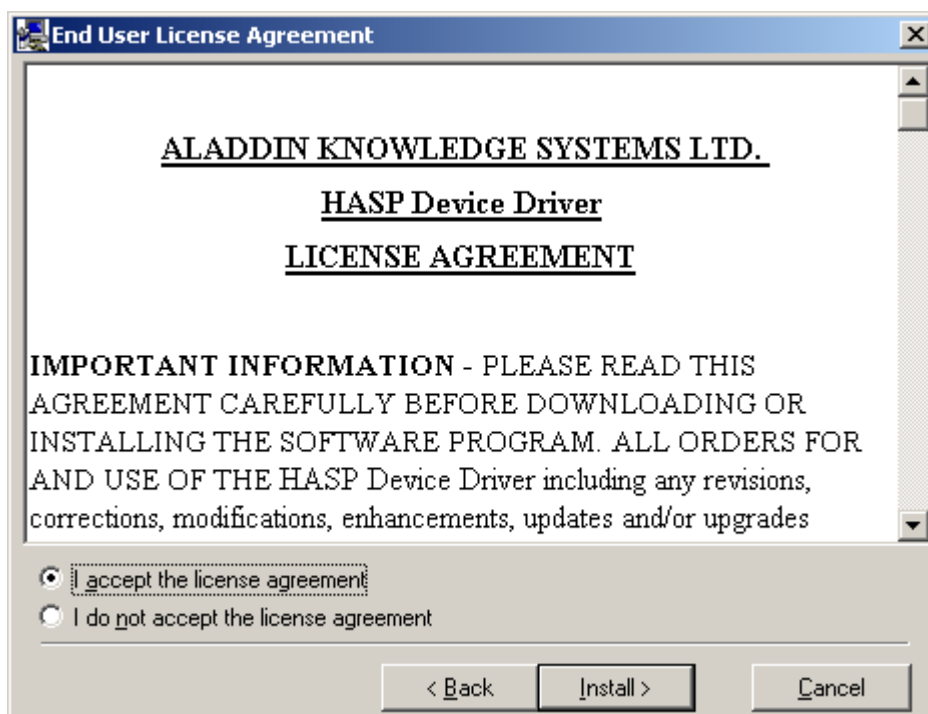 End User License Agreement
ALADDIN KNOWLEDGE SYSTEMS LTD.
HASP Device Driver
LICENSE AGREEMENT
IMPORTANT INFORMATION - PLEASE READ THIS
AGREEMENT CAREFULLY BEFORE DOWNLOADING OR
INSTALLING THE SOFTWARE PROGRAM. ALL ORDERS FOR
AND USE OF THE HASP Device Driver including any revisions,
corrections, modifications, enhancements, updates and/or upgrades
I accept the license agreement
I do not accept the license agreement
< Back Install > Cancel